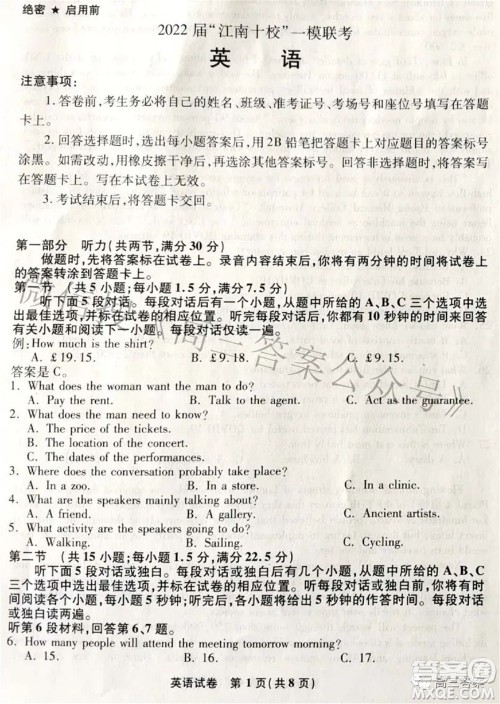 绝密 ★ 启用前
2022 届“江南十校”一模联考
英 语
注意事项:
1. 答卷前,考生务必将自己的姓名、班级、准考证号、考场号和座位号填写在答题
卡上。
2. 回答选择题时,选出每小题答案后,用 2B 铅笔把答题卡上对应题目的答案标号
涂黑。如需改动,用橡皮擦干净后,再选涂其他答案标号。回答非选择题时,将答案写
在答题卡上。写在本试卷上无效。
3. 考试结束后,将答题卡交回。
第一部分 听力(共两节,满分 30 分)
做题时,先将答案标在试卷上。录音内容结束后,你将有两分钟的时间将试卷上
的答案转涂到答题卡上。
第一节 (共 5 小题;每小题 1.5 分,满分 7.5 分)
听下面 5 段对话。每段对话后有一个小题,从题中所给的 A、B、C 三个选项中选
出最佳选项,并标在试卷的相应位置。听完每段对话后,你都有 10 秒钟的时间来回答
有关小题和阅读下一小题。每段对话仅读一遍。
例:How much is the shirt?
A. £19.15. B. £9.18. C. £9.15.
答案是 C。
1. What does the woman want the man to do?
A. Pay the rent. B. Talk to the agent. C. Act as the guarantee.
2. What does the man need to know?
A. The price of the tickets.
B. The location of the concert.
C. The dates of the performances.
3. Where does the conversation probably take place?
A. In a zoo. B. In a store. C. In a clinic.
4. What are the speakers mainly talking about?
A. A friend. B. A gallery. C. Ancient artists.
5. What activity are the speakers going to do?
A. Walking. B. Sailing. C. Cycling.
第二节 (共 15 小题;每小题 1.5 分,满分 22.5 分)
听下面 5 段对话或独白。每段对话或独白后有几个小题,从题中所给的 A、B、C
三个选项中选出最佳选项,并标在试卷的相应位置。听每段对话或独白前,你将有时
间阅读各个小题,每小题 5 秒钟;听完后,各小题将给出 5 秒钟的作答时间。每段对话
或独白读两遍。
听第 6 段材料,回答第 6、7 题。
6. How many people will attend the meeting tomorrow morning?
A. 15. B. 16. C. 17.
英语试卷 第 1 页(共 8 页)
高三答案
MXQE.COM